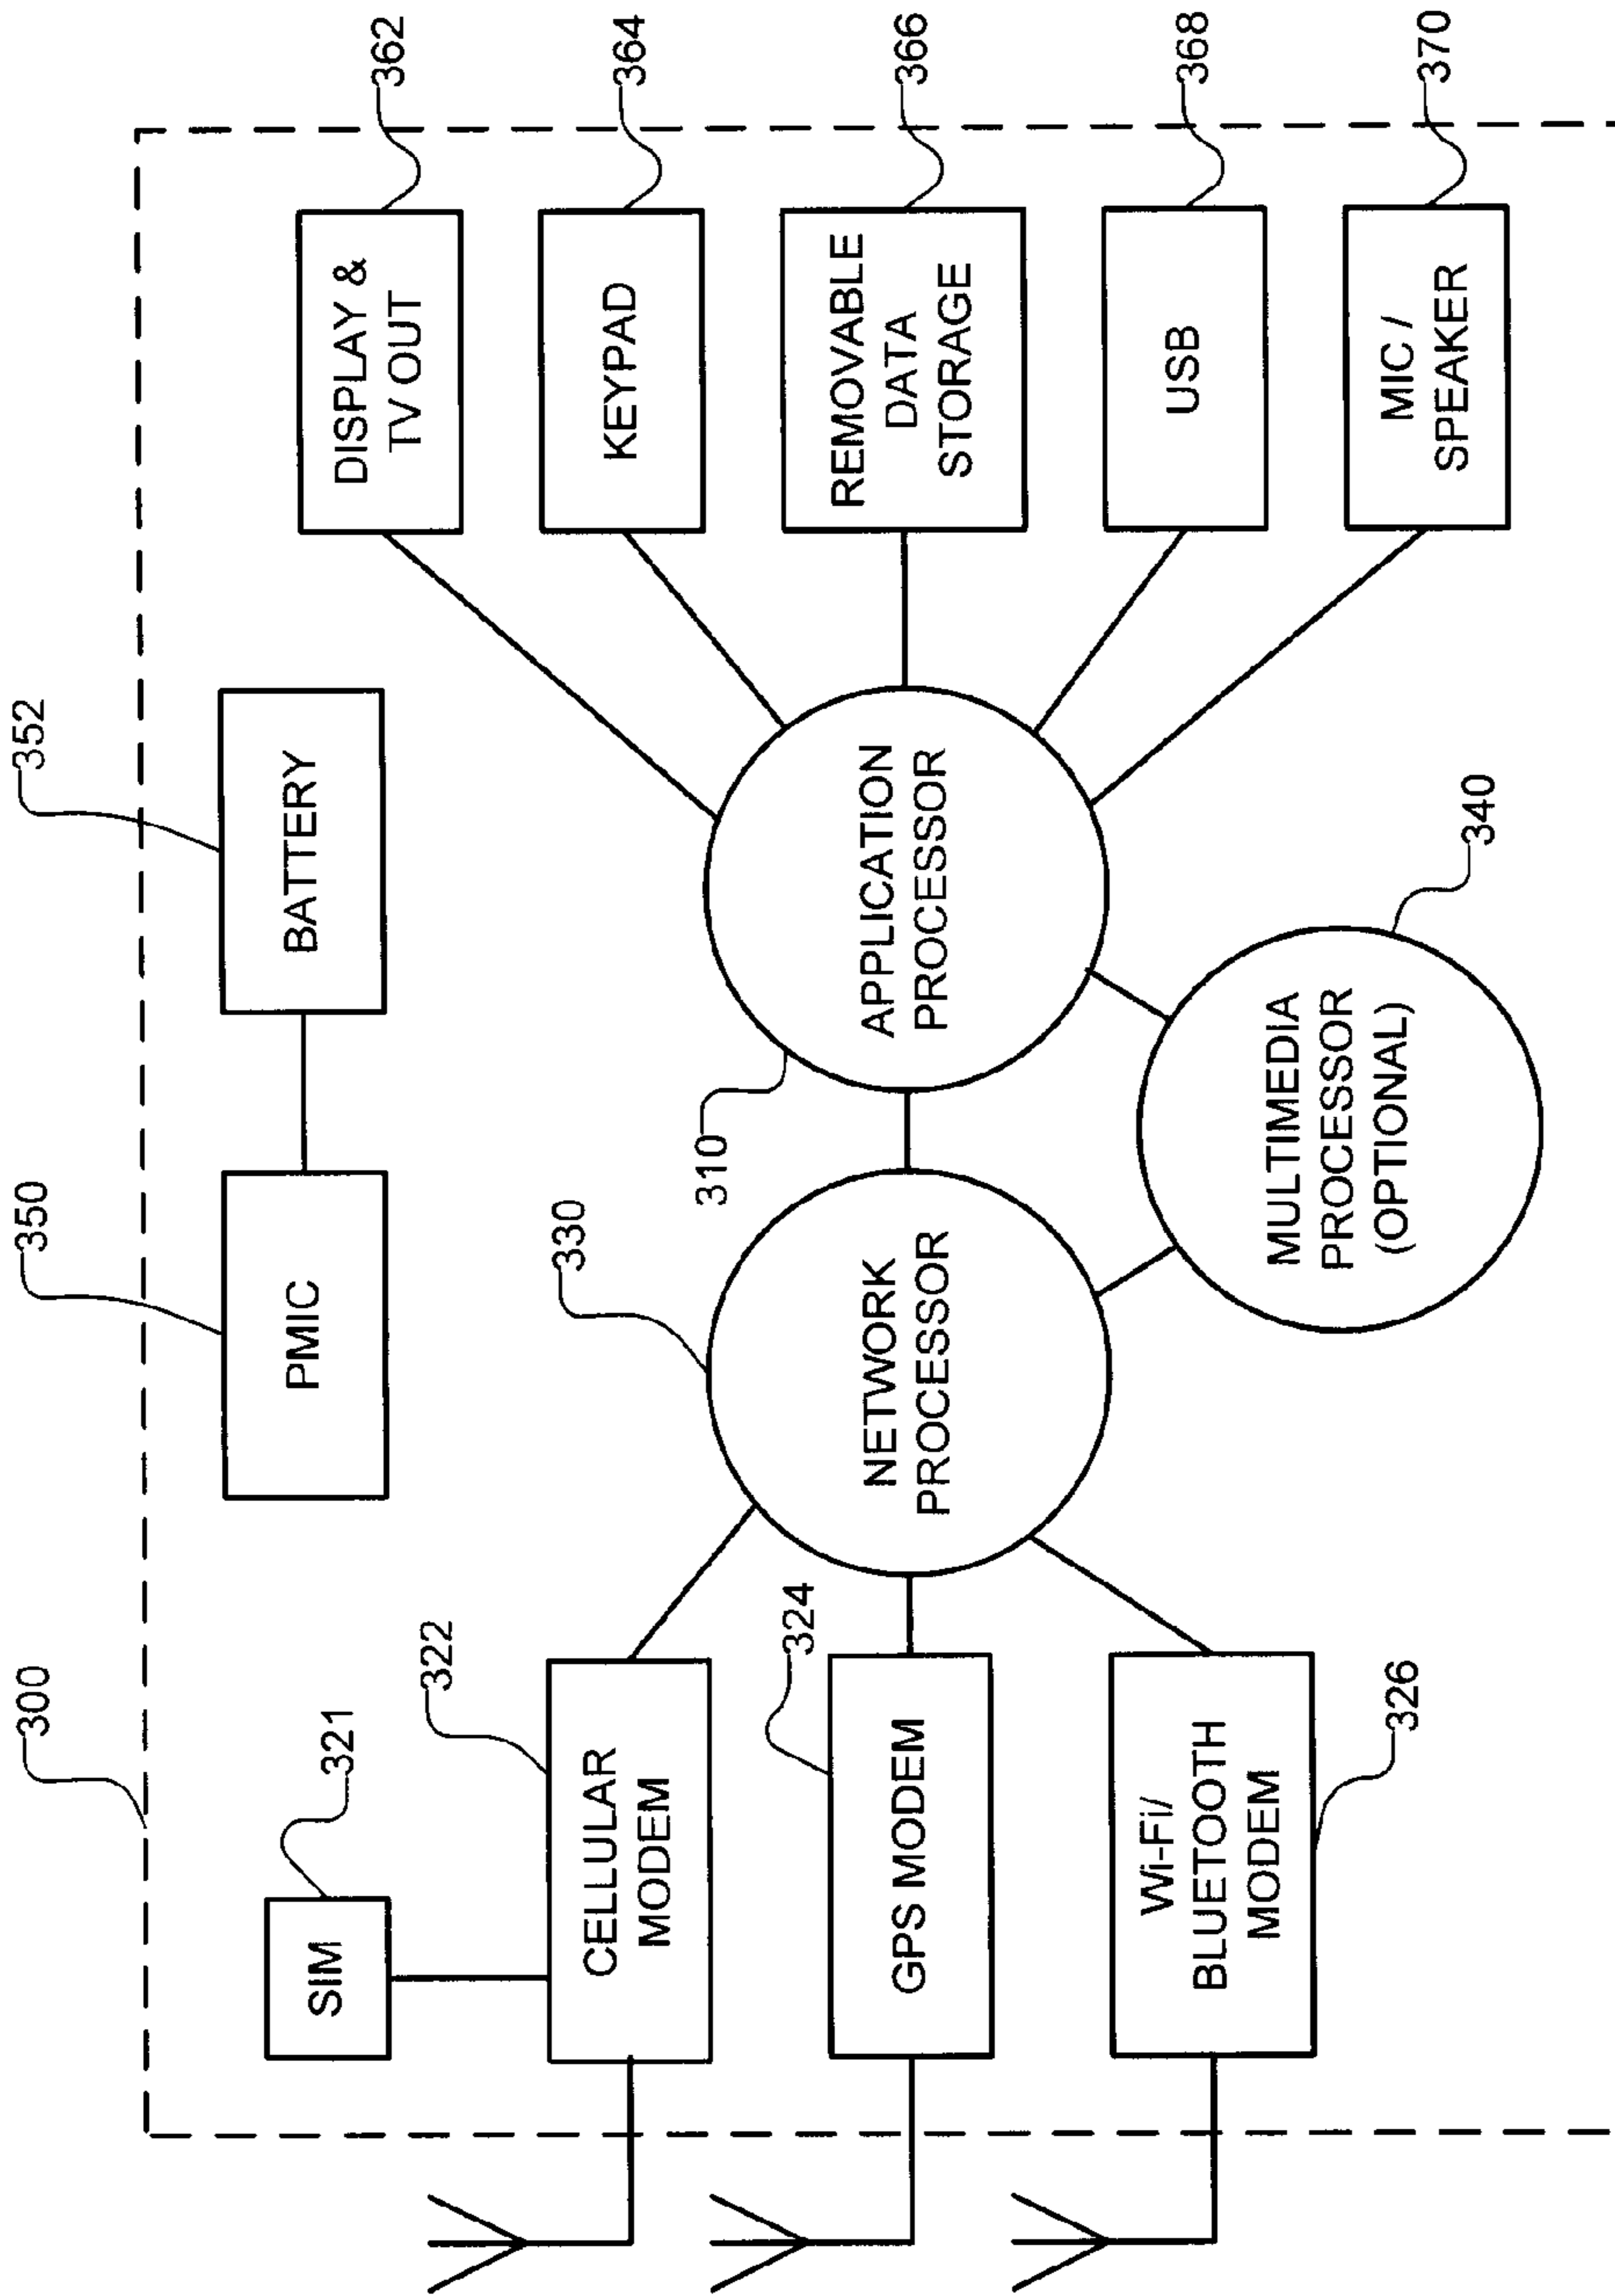 300
350
352
PMIC
BATTERY
321
SIM
322
CELLULAR
MODEM
324
GPS MODEM
326
Wi-Fi/
BLUETOOTH
MODEM
330
NETWORK
PROCESSOR
310
APPLICATION
PROCESSOR
340
MULTIMEDIA
PROCESSOR
(OPTIONAL)
DISPLAY &
TV OUT
362
KEYPAD
364
REMOVABLE
DATA
STORAGE
366
USB
368
MIC /
SPEAKER
370